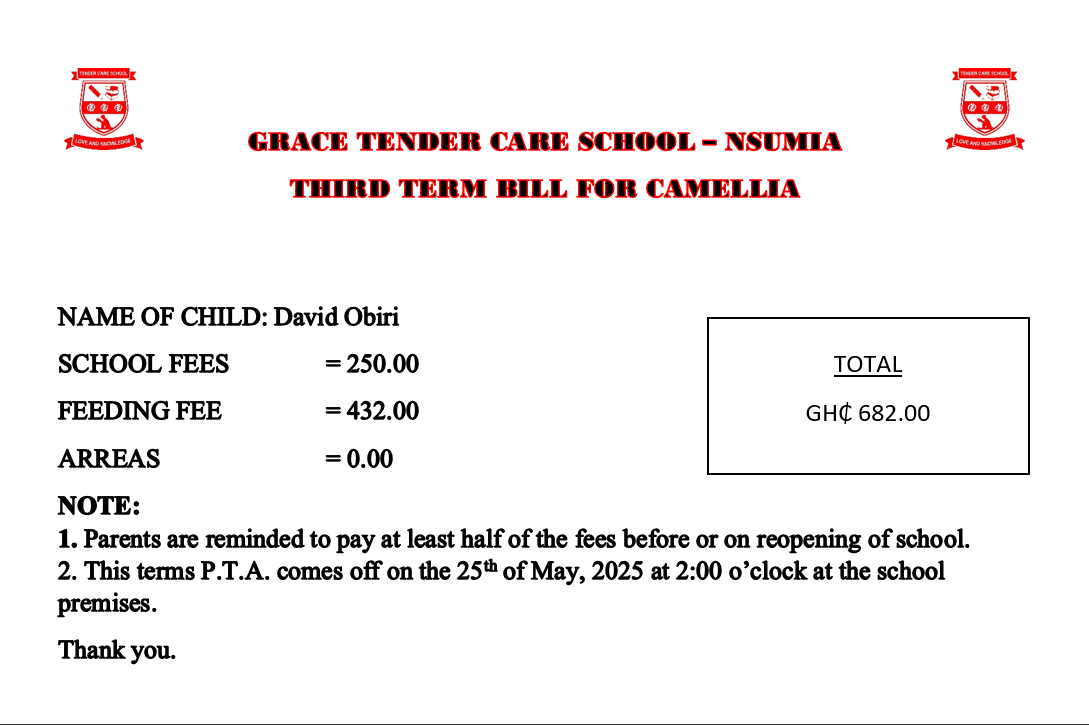 TENDER CARE SCHOOL
LOVE AND KNOWLEDGE
TENDER CARE SCHOOL
LOVE AND KNOWLEDGE
GRACE TENDER CARE SCHOOL – NSUMIA
THIRD TERM BILL FOR CAMELLIA
NAME OF CHILD: David Obiri
SCHOOL FEES = 250.00
FEEDING FEE = 432.00
ARREAS = 0.00
TOTAL
GH₵ 682.00
NOTE:
1. Parents are reminded to pay at least half of the fees before or on reopening of school.
2. This terms P.T.A. comes off on the 25th of May, 2025 at 2:00 o’clock at the school
premises.
Thank you.